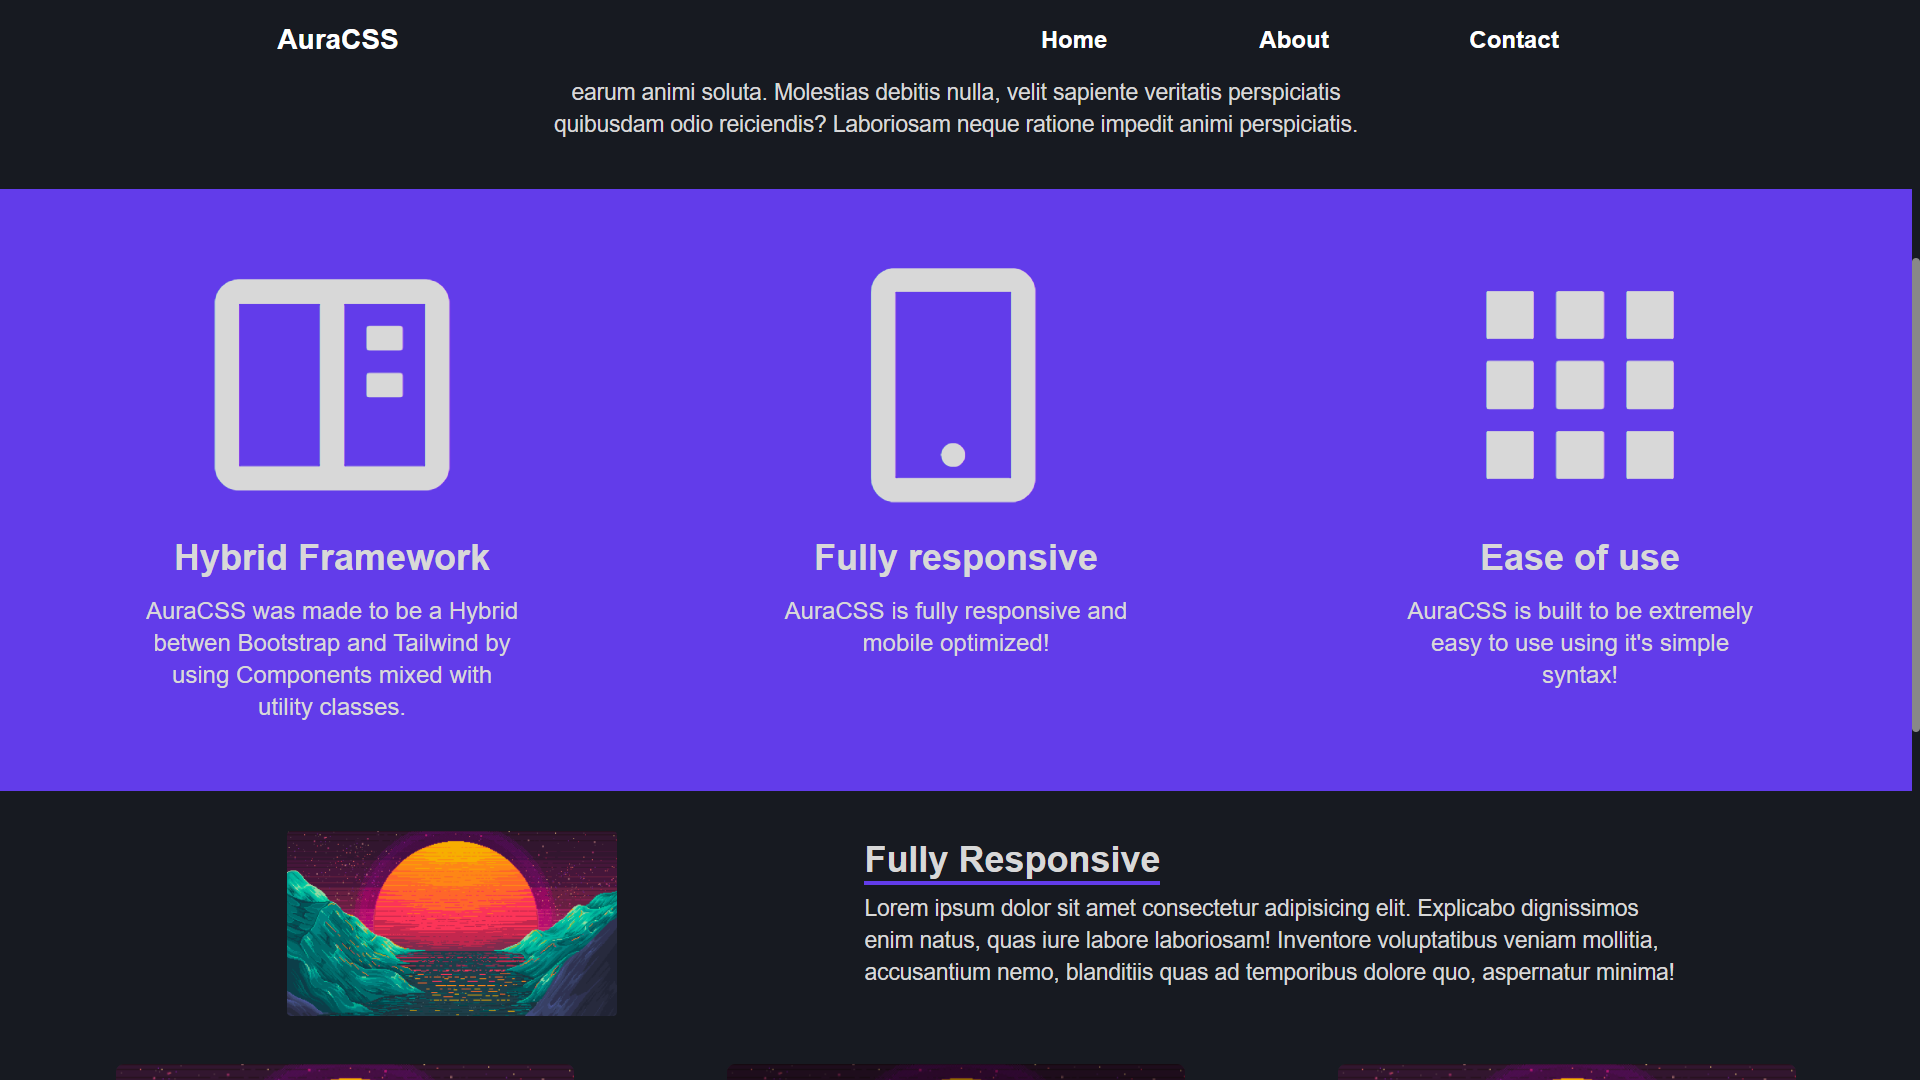 AuraCSS
Home
About
Contact
earum animi soluta. Molestias debitis nulla, velit sapiente veritatis perspiciatis
quibusdam odio reiciendis? Laboriosam neque ratione impedit animi perspiciatis.
Hybrid Framework
AuraCSS was made to be a Hybrid
betwen Bootstrap and Tailwind by
using Components mixed with
utility classes.
Fully responsive
AuraCSS is fully responsive and
mobile optimized!
Ease of use
AuraCSS is built to be extremely
easy to use using it's simple
syntax!
Fully Responsive
Lorem ipsum dolor sit amet consectetur adipisicing elit. Explicabo dignissimos
enim natus, quas iure labore laboriosam! Inventore voluptatibus veniam mollitia,
accusantium nemo, blanditiis quas ad temporibus dolore quo, aspernatur minima!